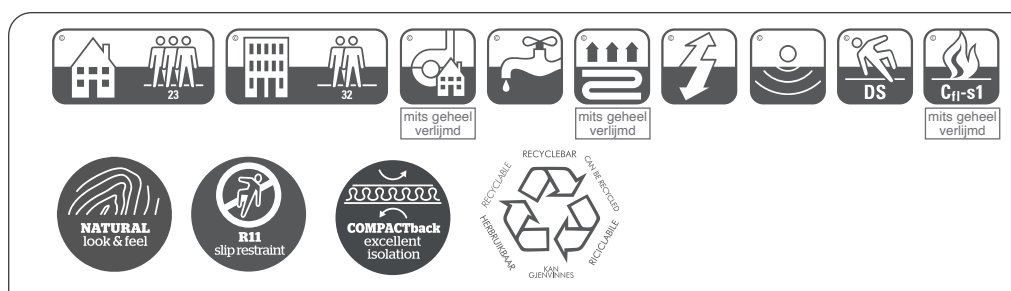 ©
23
©
32
©
mits geheel
verlijmd
©
©
mits geheel
verlijmd
©
©
©
DS
©
Cfl-s1
mits geheel
verlijmd
NATURAL
look & feel
R11
slip restraint
COMPACTback
excellent
isolation
RECYCLEBAR
CAN BE RECYCLED
RICICLABILE
KAN
GJENVINNES
HERBRUIKBAAR
RECYCLABLE